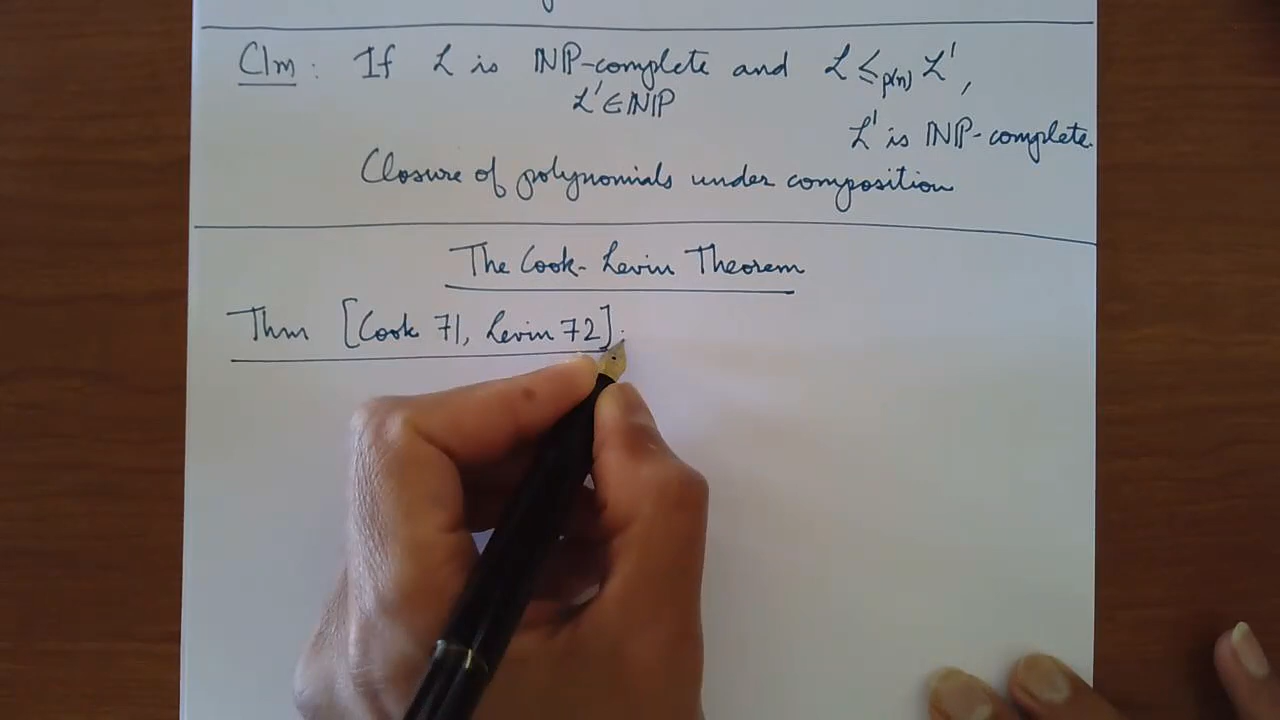 Clm: If L is NP-complete and L ≤p(n) L',
L' ∈ NP
L' is NP-complete.
Closure of polynomials under composition
The Cook-Levin Theorem
Thm [Cook 71, Levin 72]: